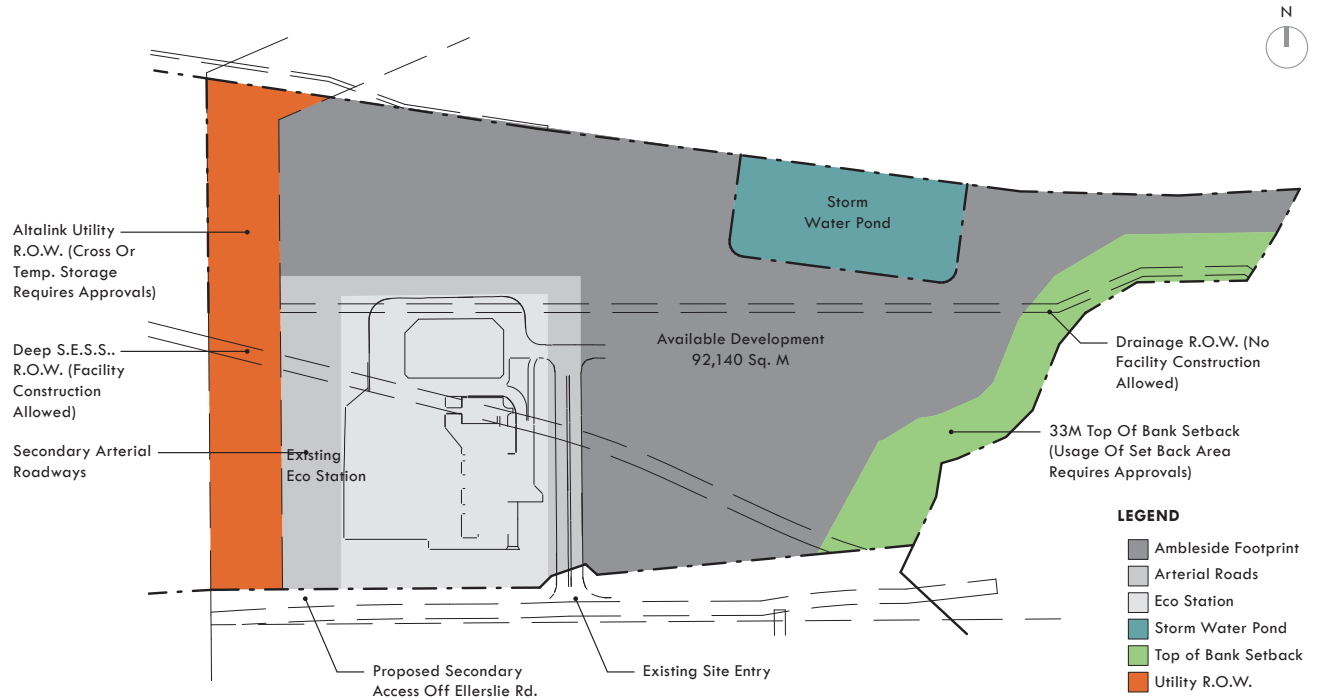 N
Storm
Water Pond
Altalink Utility
R.O.W. (Cross Or
Temp. Storage
Requires Approvals)
Available Development
92,140 Sq. M
Drainage R.O.W. (No
Facility Construction
Allowed)
Deep S.E.S.S..
R.O.W. (Facility
Construction
Allowed)
Secondary Arterial
Roadways
Existing
Eco Station
33M Top Of Bank Setback
(Usage Of Set Back Area
Requires Approvals)
LEGEND
Ambleside Footprint
Arterial Roads
Eco Station
Storm Water Pond
Top of Bank Setback
Utility R.O.W.
Proposed Secondary
Access Off Ellerslie Rd.
Existing Site Entry